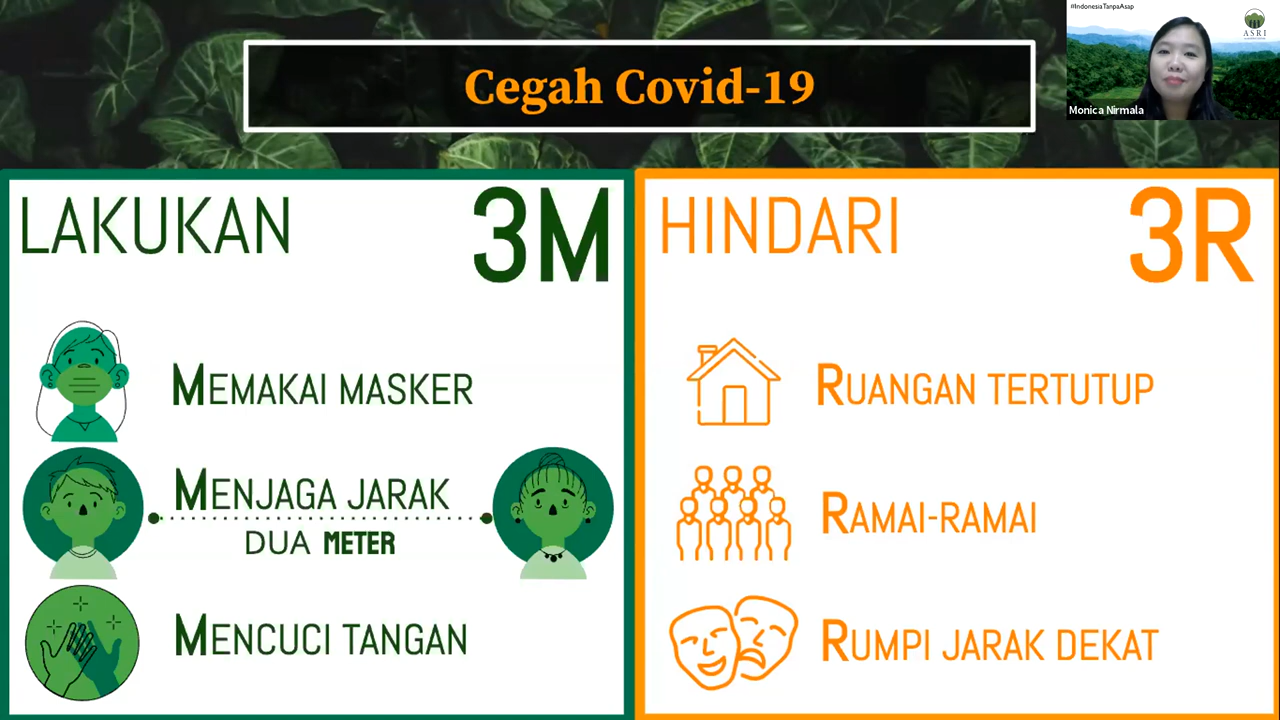 #IndonesiaTanpaAsap
ASRI
Monica Nirmala
Cegah Covid-19
LAKUKAN 3M
MEMAKAI MASKER
MENJAGA JARAK
DUA METER
MENCUCI TANGAN
HINDARI 3R
RUANGAN TERTUTUP
RAMAI-RAMAI
RUMPI JARAK DEKAT